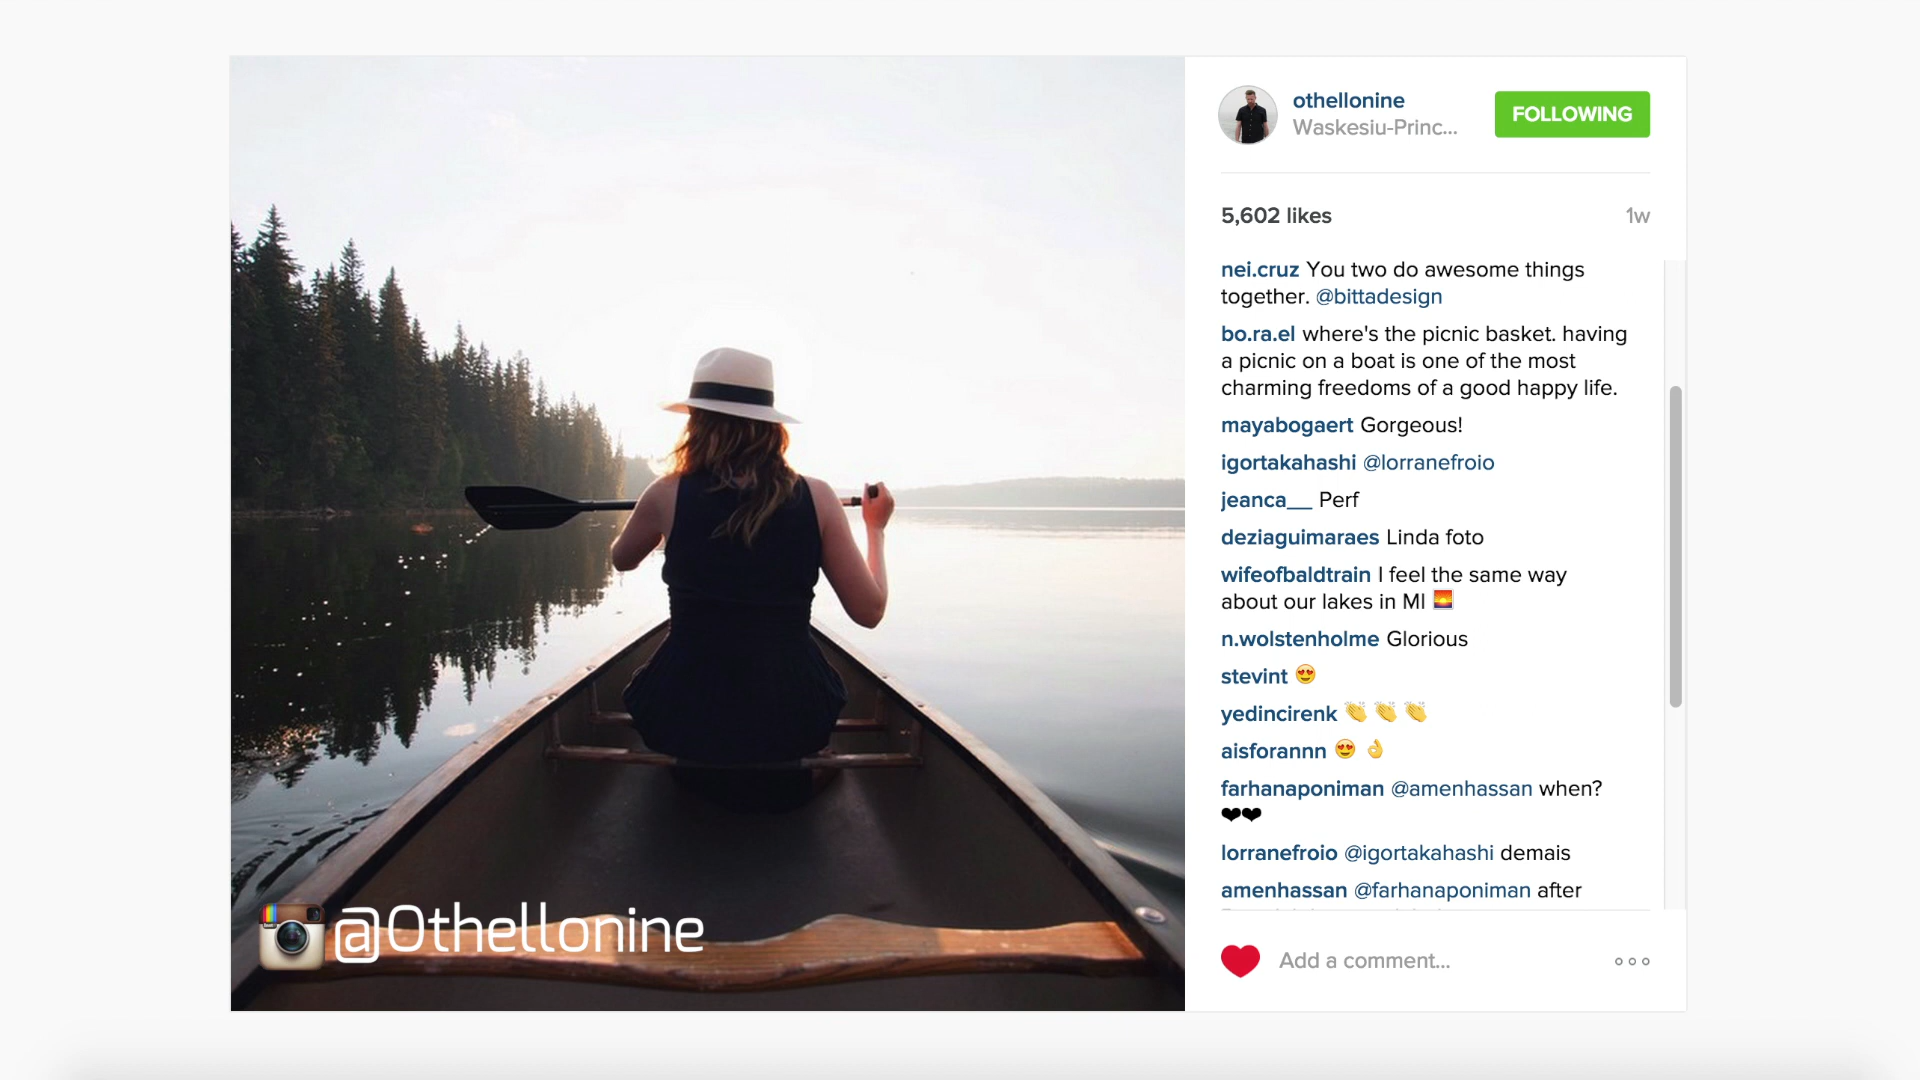 @Othellonine
othellonine
Waskesiu-Princ...
FOLLOWING
5,602 likes
1w
nei.cruz You two do awesome things
together. @bittadesign
bo.ra.el where's the picnic basket. having
a picnic on a boat is one of the most
charming freedoms of a good happy life.
mayabogaert Gorgeous!
igortakahashi @lorranefroio
jeanca__ Perf
deziaguimaraes Linda foto
wifeofbaldtrain I feel the same way
about our lakes in MI 🌅
n.wolstenholme Glorious
stevint 😍
yedincirenk 👏 👏 👏
aisforannn 😍 👌
farhanaponiman @amenhassan when?
❤❤
lorranefroio @igortakahashi demais
amenhassan @farhanaponiman after
Add a comment...